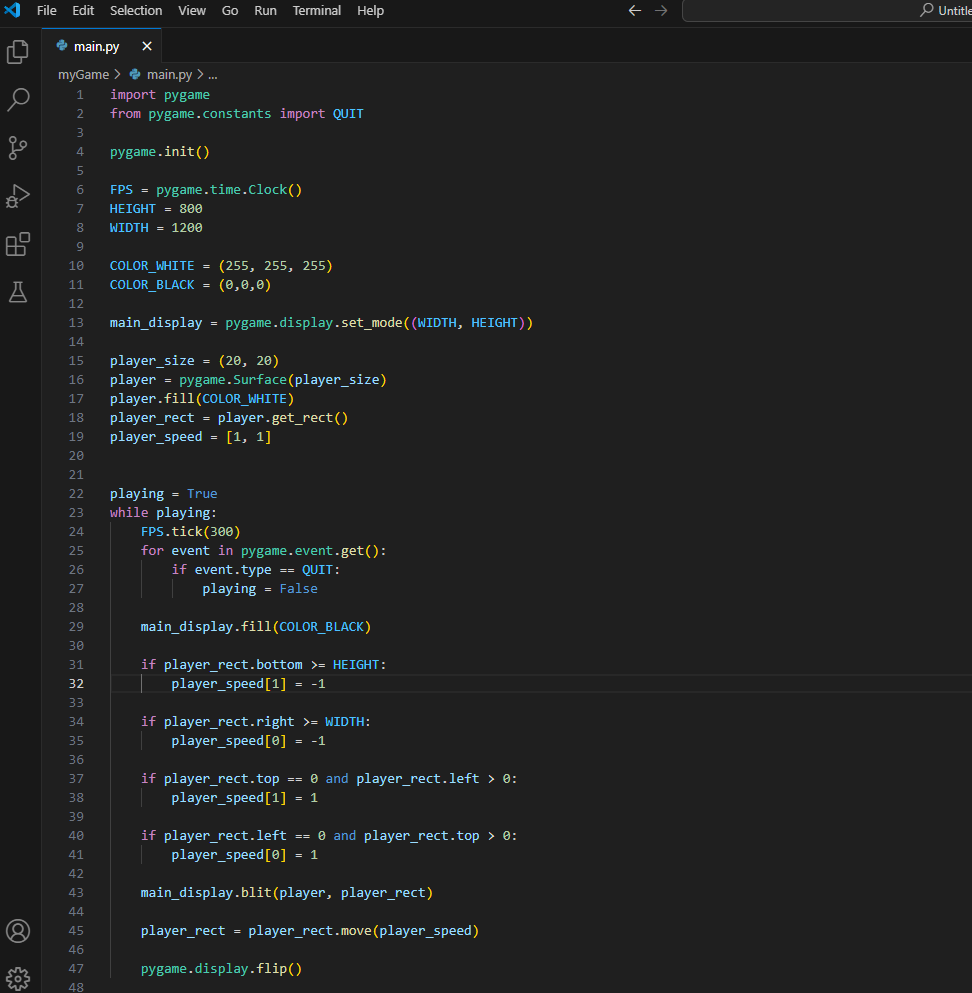 File Edit Selection View Go Run Terminal Help Untitle
main.py
myGame > main.py > ...
1 import pygame
2 from pygame.constants import QUIT
3
4 pygame.init()
5
6 FPS = pygame.time.Clock()
7 HEIGHT = 800
8 WIDTH = 1200
9
10 COLOR_WHITE = (255, 255, 255)
11 COLOR_BLACK = (0,0,0)
12
13 main_display = pygame.display.set_mode((WIDTH, HEIGHT))
14
15 player_size = (20, 20)
16 player = pygame.Surface(player_size)
17 player.fill(COLOR_WHITE)
18 player_rect = player.get_rect()
19 player_speed = [1, 1]
20
21
22 playing = True
23 while playing:
24     FPS.tick(300)
25     for event in pygame.event.get():
26         if event.type == QUIT:
27             playing = False
28
29     main_display.fill(COLOR_BLACK)
30
31     if player_rect.bottom >= HEIGHT:
32         player_speed[1] = -1
33
34     if player_rect.right >= WIDTH:
35         player_speed[0] = -1
36
37     if player_rect.top == 0 and player_rect.left > 0:
38         player_speed[1] = 1
39
40     if player_rect.left == 0 and player_rect.top > 0:
41         player_speed[0] = 1
42
43     main_display.blit(player, player_rect)
44
45     player_rect = player_rect.move(player_speed)
46
47     pygame.display.flip()
48